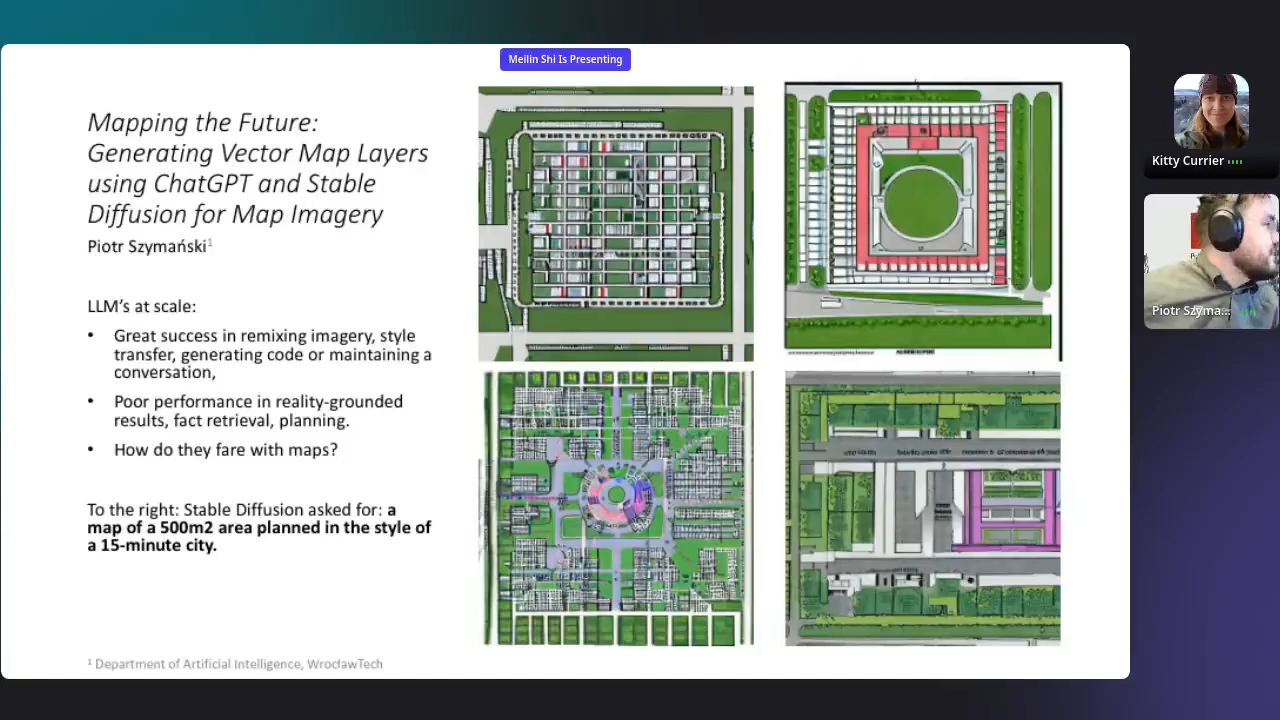 Meilin Shi Is Presenting
Mapping the Future:
Generating Vector Map Layers
using ChatGPT and Stable
Diffusion for Map Imagery
Piotr Szymański¹
LLM's at scale:
• Great success in remixing imagery, style
transfer, generating code or maintaining a
conversation,
• Poor performance in reality-grounded
results, fact retrieval, planning.
• How do they fare with maps?
To the right: Stable Diffusion asked for: a
map of a 500m2 area planned in the style of
a 15-minute city.
¹ Department of Artificial Intelligence, WrocławTech
Kitty Currier
Piotr Szyma...